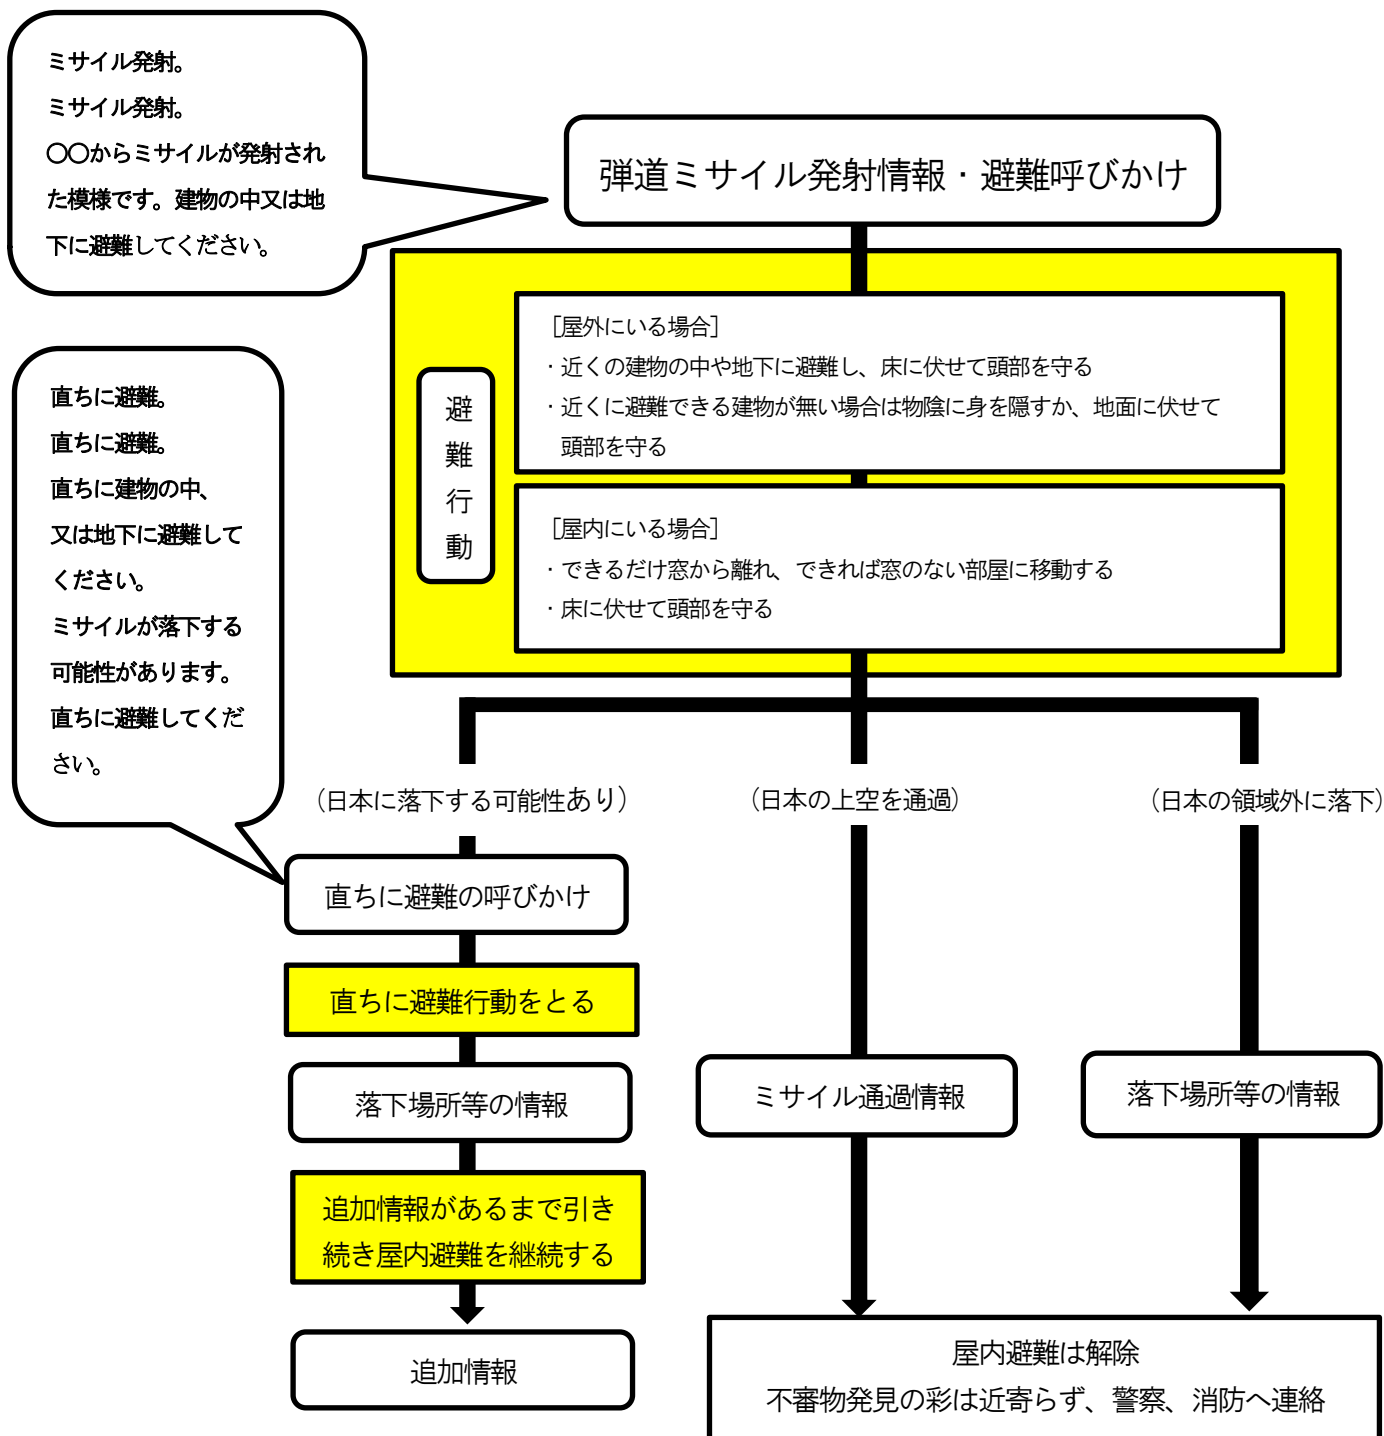 ミサイル発射。
ミサイル発射。
○○からミサイルが発射され
た模様です。建物の中又は地
下に避難してください。
弾道ミサイル発射情報・避難呼びかけ
避難行動
［屋外にいる場合］
・近くの建物の中や地下に避難し、床に伏せて頭部を守る
・近くに避難できる建物が無い場合は物陰に身を隠すか、地面に伏せて
頭部を守る
［屋内にいる場合］
・できるだけ窓から離れ、できれば窓のない部屋に移動する
・床に伏せて頭部を守る
直ちに避難。
直ちに避難。
直ちに建物の中、
又は地下に避難して
ください。
ミサイルが落下する
可能性があります。
直ちに避難してくだ
さい。
（日本に落下する可能性あり）
（日本の上空を通過）
（日本の領域外に落下）
直ちに避難の呼びかけ
直ちに避難行動をとる
落下場所等の情報
ミサイル通過情報
落下場所等の情報
追加情報があるまで引き
続き屋内避難を継続する
追加情報
屋内避難は解除
不審物発見の彩は近寄らず、警察、消防へ連絡